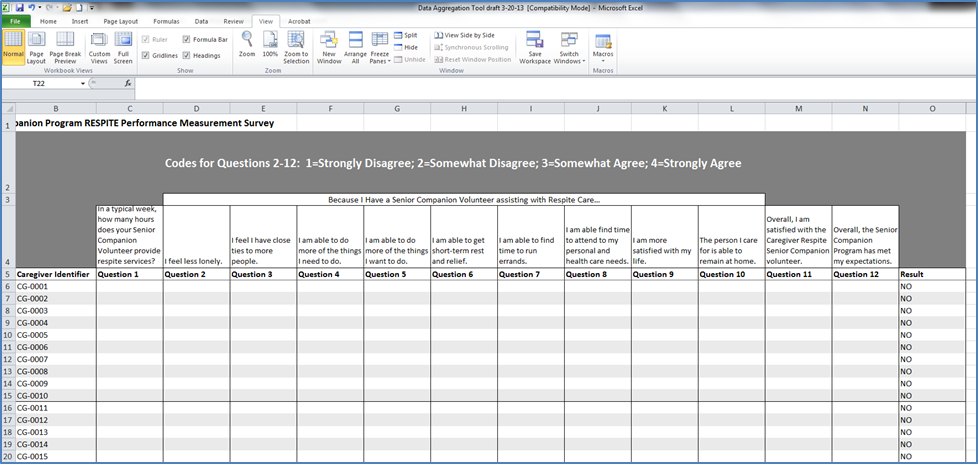 Data Aggregation Tool draft 3-20-13 [Compatibility Mode] - Microsoft Excel
File Home Insert Page Layout Formulas Data Review View Acrobat
Normal Page Layout Page Break Preview Custom Views Full Screen
Workbook Views
Ruler Formula Bar
Gridlines Headings
Show
Zoom 100% Zoom to Selection
Zoom
New Window Arrange All Freeze Panes
Split
Hide
Unhide
View Side by Side
Synchronous Scrolling
Reset Window Position
Window
Save Workspace Switch Windows
Macros
Macros
T22 fx
B C D E F G H I J K L M N O
1 panion Program RESPITE Performance Measurement Survey
2 Codes for Questions 2-12: 1=Strongly Disagree; 2=Somewhat Disagree; 3=Somewhat Agree; 4=Strongly Agree
3 Because I Have a Senior Companion Volunteer assisting with Respite Care...
4
In a typical week,
how many hours
does your Senior
Companion
Volunteer provide
respite services?
I feel less lonely.
I feel I have close
ties to more
people.
I am able to do
more of the things
I need to do.
I am able to do
more of the things
I want to do.
I am able to get
short-term rest
and relief.
I am able to find
time to run
errands.
I am able to find time
to attend to my
personal and
health care needs.
I am more
satisfied with my
life.
The person I care
for is able to
remain at home.
Overall, I am
satisfied with the
Caregiver Respite
Senior Companion
volunteer.
Overall, the Senior
Companion
Program has met
my expectations.
5 Caregiver Identifier Question 1 Question 2 Question 3 Question 4 Question 5 Question 6 Question 7 Question 8 Question 9 Question 10 Question 11 Question 12 Result
6 CG-0001 NO
7 CG-0002 NO
8 CG-0003 NO
9 CG-0004 NO
10 CG-0005 NO
11 CG-0006 NO
12 CG-0007 NO
13 CG-0008 NO
14 CG-0009 NO
15 CG-0010 NO
16 CG-0011 NO
17 CG-0012 NO
18 CG-0013 NO
19 CG-0014 NO
20 CG-0015 NO